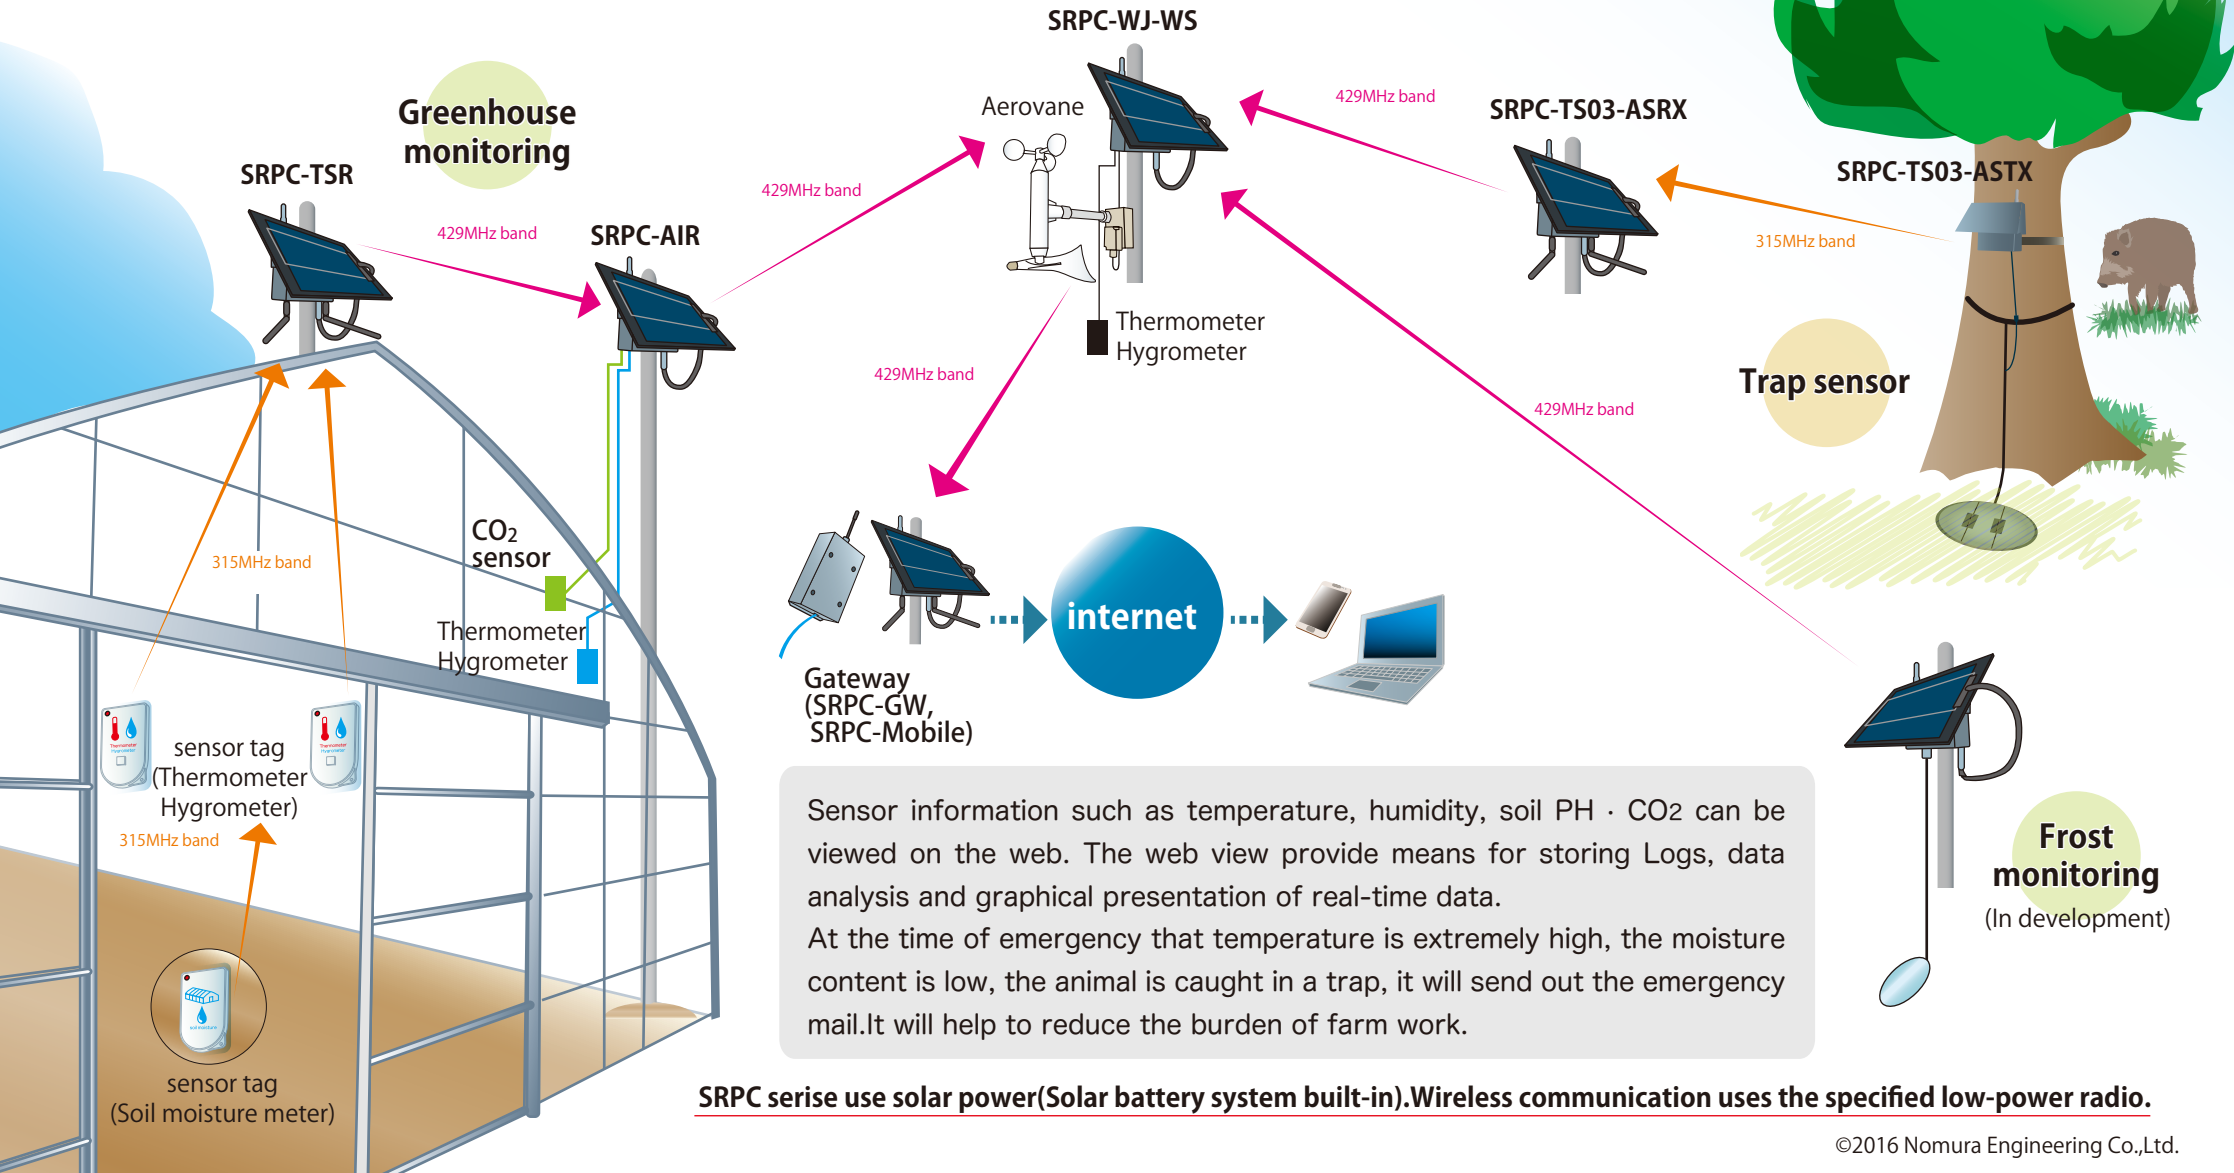 SRPC-WJ-WS
Greenhouse
monitoring
Aerovane
429MHz band
SRPC-TS03-ASRX
SRPC-TSR
SRPC-TS03-ASTX
429MHz band
429MHz band
SRPC-AIR
315MHz band
Thermometer
Hygrometer
429MHz band
Trap sensor
429MHz band
CO2
sensor
315MHz band
Thermometer
Hygrometer
internet
Gateway
(SRPC-GW,
SRPC-Mobile)
Thermometer
Hygrometer
Thermometer
Hygrometer
sensor tag
(Thermometer
Hygrometer)
315MHz band
soil moisture
sensor tag
(Soil moisture meter)
Sensor information such as temperature, humidity, soil PH · CO2 can be
viewed on the web. The web view provide means for storing Logs, data
analysis and graphical presentation of real-time data.
At the time of emergency that temperature is extremely high, the moisture
content is low, the animal is caught in a trap, it will send out the emergency
mail.It will help to reduce the burden of farm work.
Frost
monitoring
(In development)
SRPC serise use solar power(Solar battery system built-in).Wireless communication uses the specified low-power radio.
©2016 Nomura Engineering Co.,Ltd.